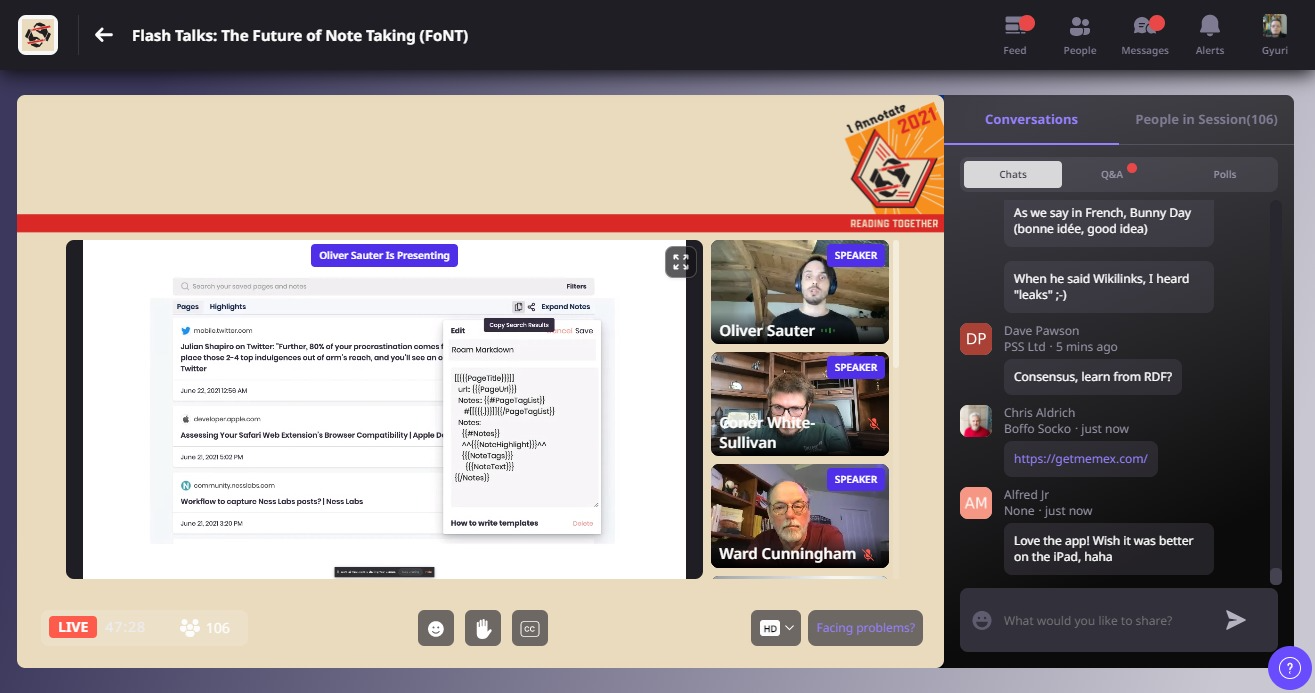 Flash Talks: The Future of Note Taking (FoNT)
Feed
People
Messages
Alerts
Gyuri
I Annotate
2021
READING TOGETHER
Oliver Sauter Is Presenting
Search your saved pages and notes
Filters
Pages
Highlights
Expand Notes
Copy Search Results
mobile.twitter.com
Julian Shapiro on Twitter: "Further, 80% of your procrastination comes f
place those 2-4 top indulgences out of arm's reach, and you'll see an o
Twitter
June 22, 2021 12:56 AM
developer.apple.com
Assessing Your Safari Web Extension's Browser Compatibility | Apple De
June 21, 2021 5:02 PM
community.nesslabs.com
Workflow to capture Ness Labs posts? | Ness Labs
June 21, 2021 3:20 PM
Edit
ncel
Save
Roam Markdown
[[{{{PageTitle}}}]]
url: {{{PageUrl}}}
Notes: {{#PageTagList}}
#[[{{{.}}}]]{{/PageTagList}}
Notes:
{{#Notes}}
^^{{{NoteHighlight}}}^^
{{{NoteTags}}}
{{{NoteText}}}
{{/Notes}}
How to write templates
Delete
SPEAKER
Oliver Sauter
SPEAKER
Conor White-
Sullivan
SPEAKER
Ward Cunningham
LIVE
47:28
106
CC
HD
Facing problems?
Conversations
People in Session(106)
Chats
Q&A
Polls
As we say in French, Bunny Day
(bonne idée, good idea)
When he said Wikilinks, I heard
"leaks" ;-)
DP
Dave Pawson
PSS Ltd · 5 mins ago
Consensus, learn from RDF?
Chris Aldrich
Boffo Socko · just now
https://getmemex.com/
AM
Alfred Jr
None · just now
Love the app! Wish it was better
on the iPad, haha
What would you like to share?
?